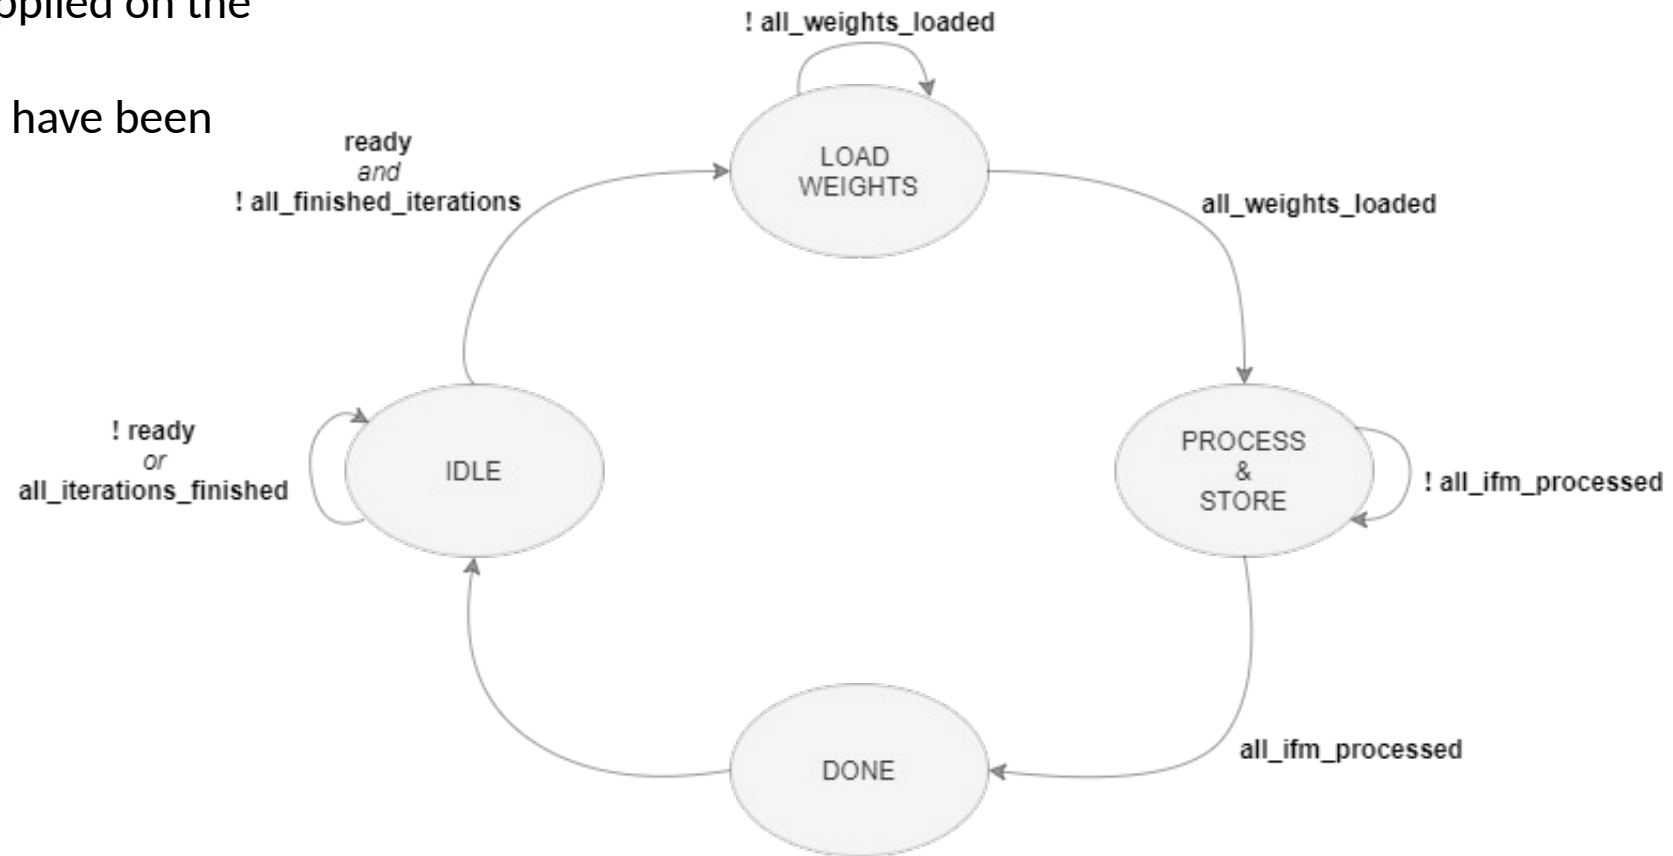 applied on the
have been
! all_weights_loaded
LOAD
WEIGHTS
ready
and
! all_finished_iterations
all_weights_loaded
! ready
or
all_iterations_finished
IDLE
PROCESS
&
STORE
! all_ifm_processed
DONE
all_ifm_processed